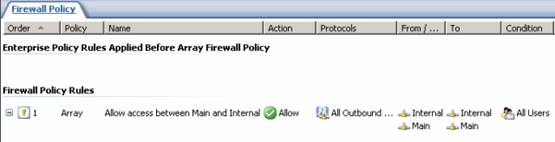 Firewall Policy
Order Policy Name Action Protocols From / ... To Condition
Enterprise Policy Rules Applied Before Array Firewall Policy
Firewall Policy Rules
1 Array Allow access between Main and Internal Allow All Outbound ... Internal Internal All Users
Main Main